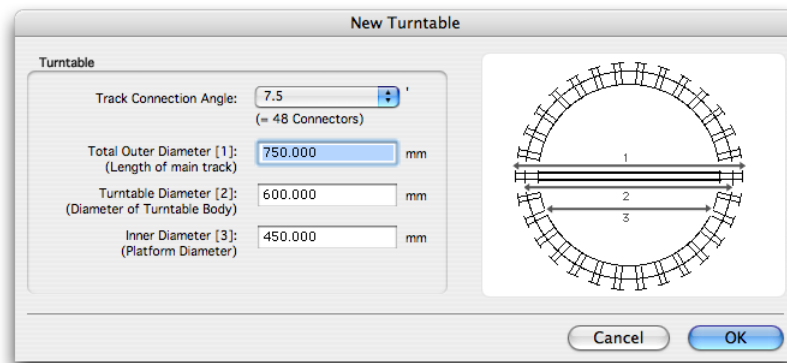 New Turntable
Turntable
Track Connection Angle: 7.5 '
(= 48 Connectors)
Total Outer Diameter [1]: 750.000 mm
(Length of main track)
Turntable Diameter [2]: 600.000 mm
(Diameter of Turntable Body)
Inner Diameter [3]: 450.000 mm
(Platform Diameter)
1
2
3
Cancel OK